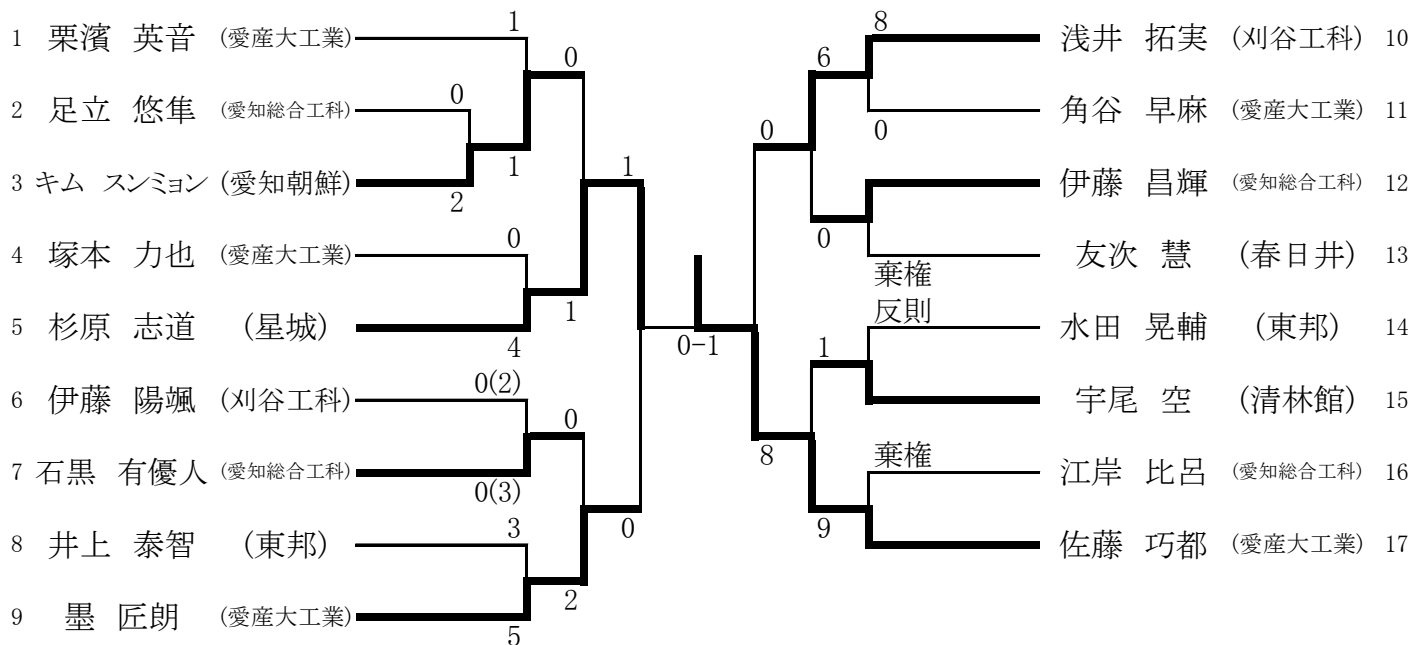 1 栗濱 英音 (愛産大工業)
1
0
2 足立 悠隼 (愛知総合工科)
0
1
3 キム スンミョン (愛知朝鮮)
2
1
4 塚本 力也 (愛産大工業)
0
1
5 杉原 志道 (星城)
4
6 伊藤 陽颯 (刈谷工科)
0(2)
0
7 石黒 有優人 (愛知総合工科)
0(3)
8 井上 泰智 (東邦)
3
0
9 墨 匠朗 (愛産大工業)
5
2
0-1
8
浅井 拓実 (刈谷工科) 10
6
角谷 早麻 (愛産大工業) 11
0
0
伊藤 昌輝 (愛知総合工科) 12
0
友次 慧 (春日井) 13
棄権
反則
水田 晃輔 (東邦) 14
1
宇尾 空 (清林館) 15
8
棄権
江岸 比呂 (愛知総合工科) 16
9
佐藤 巧都 (愛産大工業) 17